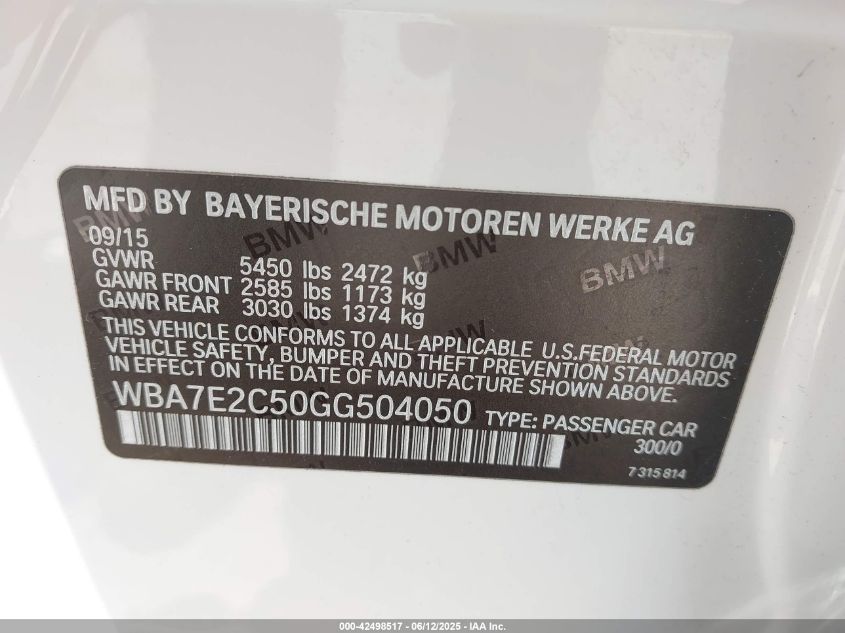 MFD BY BAYERISCHE MOTOREN WERKE AG
09/15
GVWR 5450 lbs 2472 kg
GAWR FRONT 2585 lbs 1173 kg
GAWR REAR 3030 lbs 1374 kg
THIS VEHICLE CONFORMS TO ALL APPLICABLE U.S.FEDERAL MOTOR
VEHICLE SAFETY, BUMPER AND THEFT PREVENTION STANDARDS
IN EFFECT ON THE DATE OF MANUFACTURE SHOWN ABOVE.
WBA7E2C50GG504050 TYPE: PASSENGER CAR
300/0
7 315 814
BMW
BMW
BMW
000-42498517 - 06/12/2025 - IAA Inc.